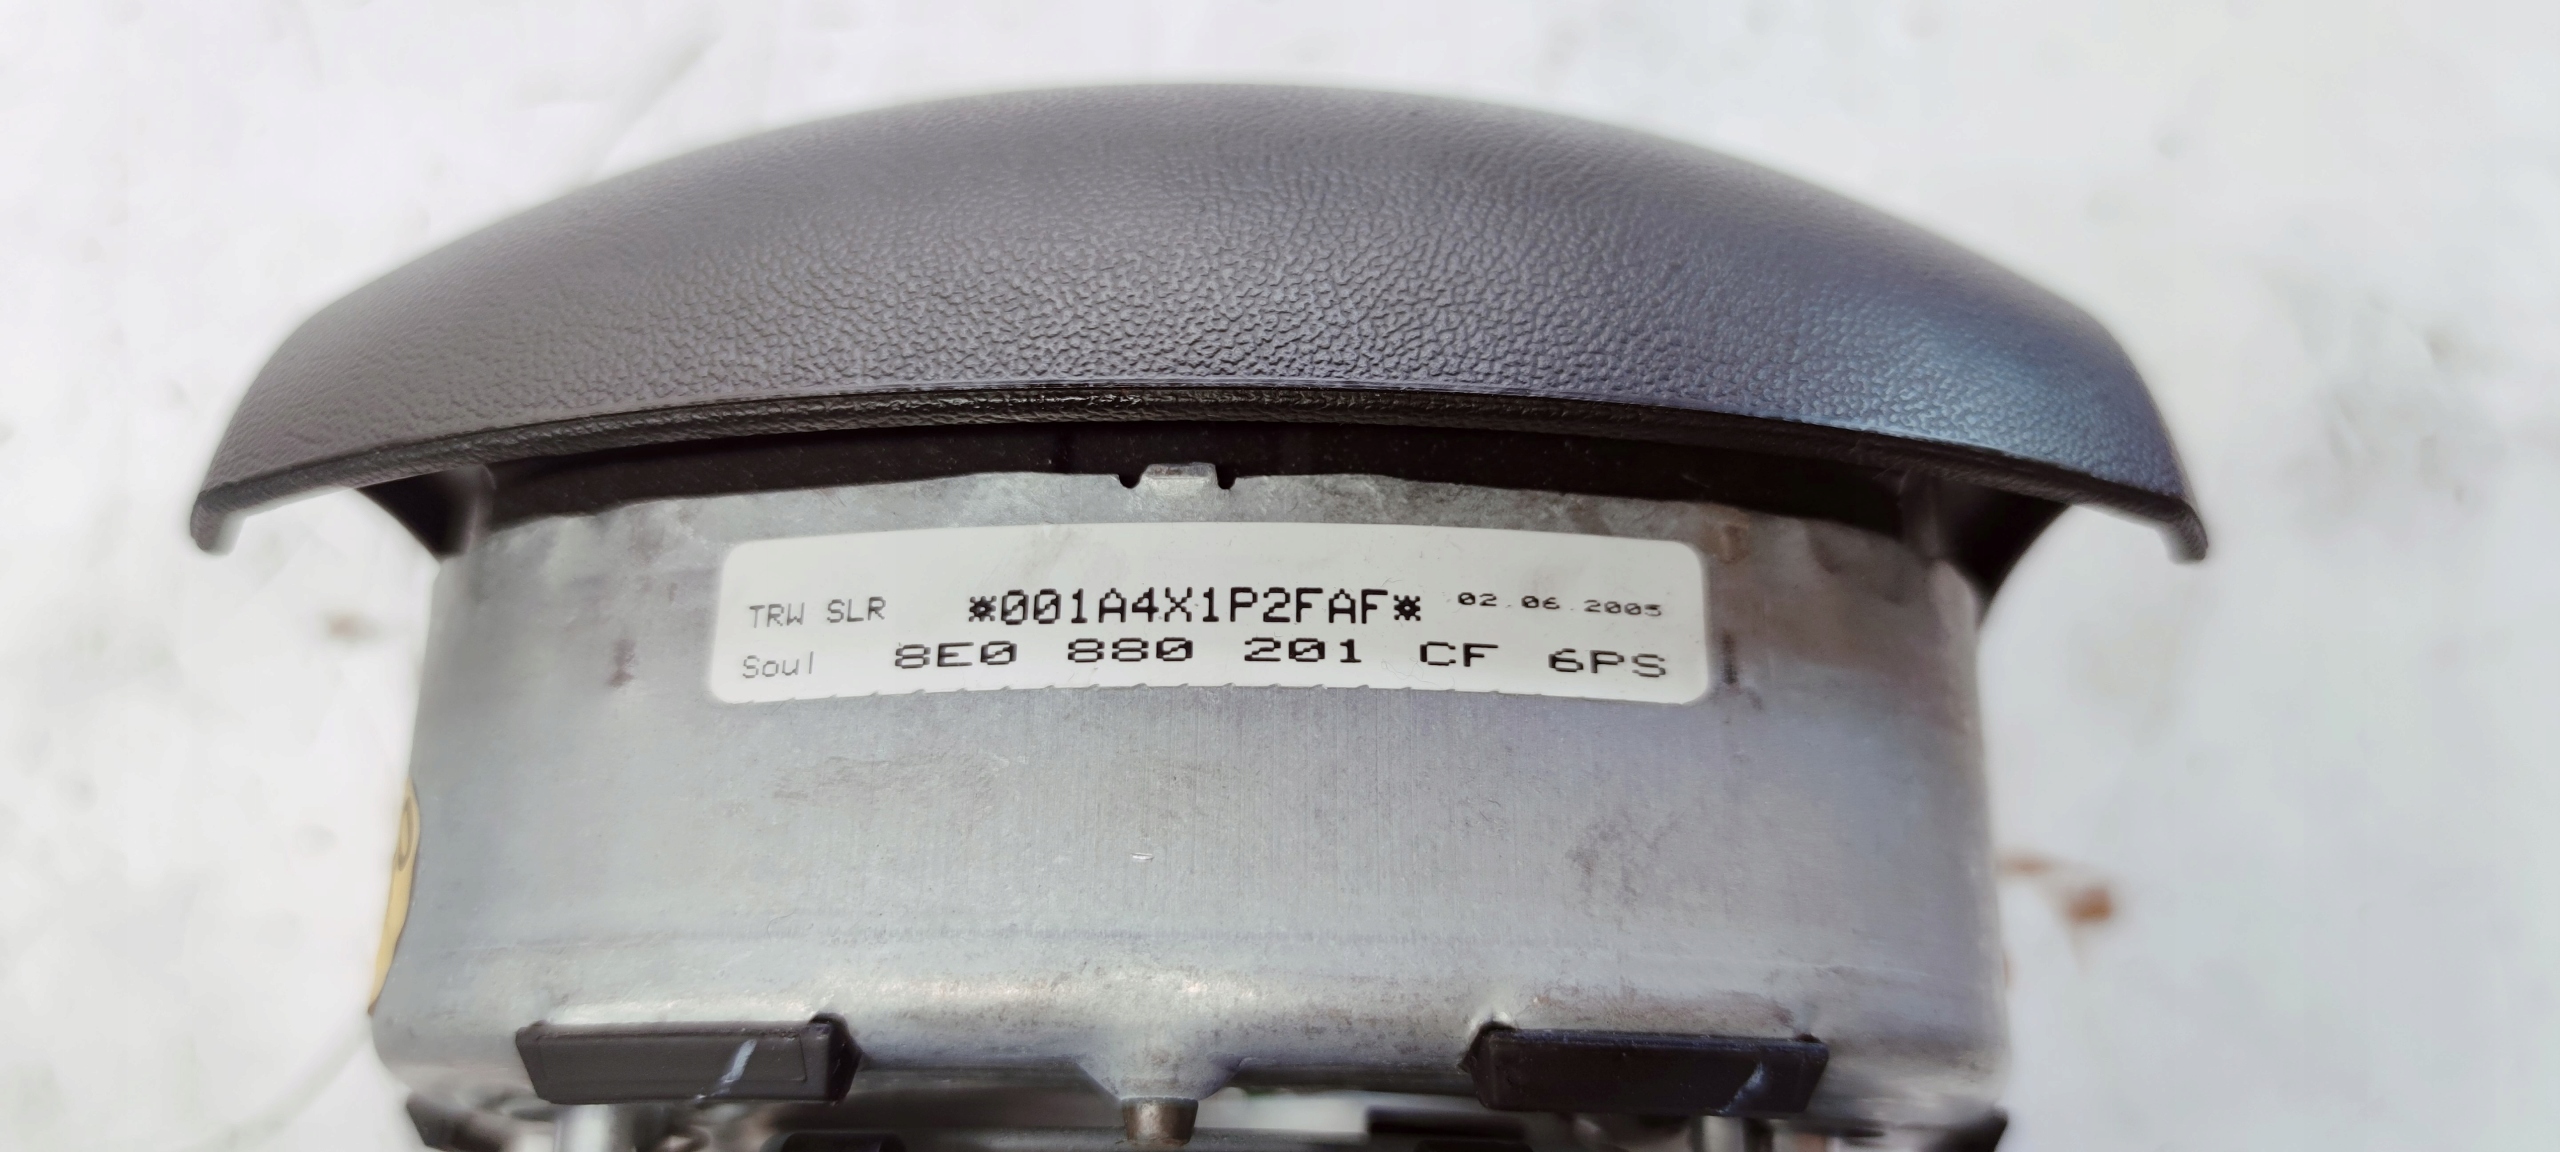 TRW SLR *001A4X1P2FAF* 02.06.2005
Soul 8E0 880 201 CF 6PS